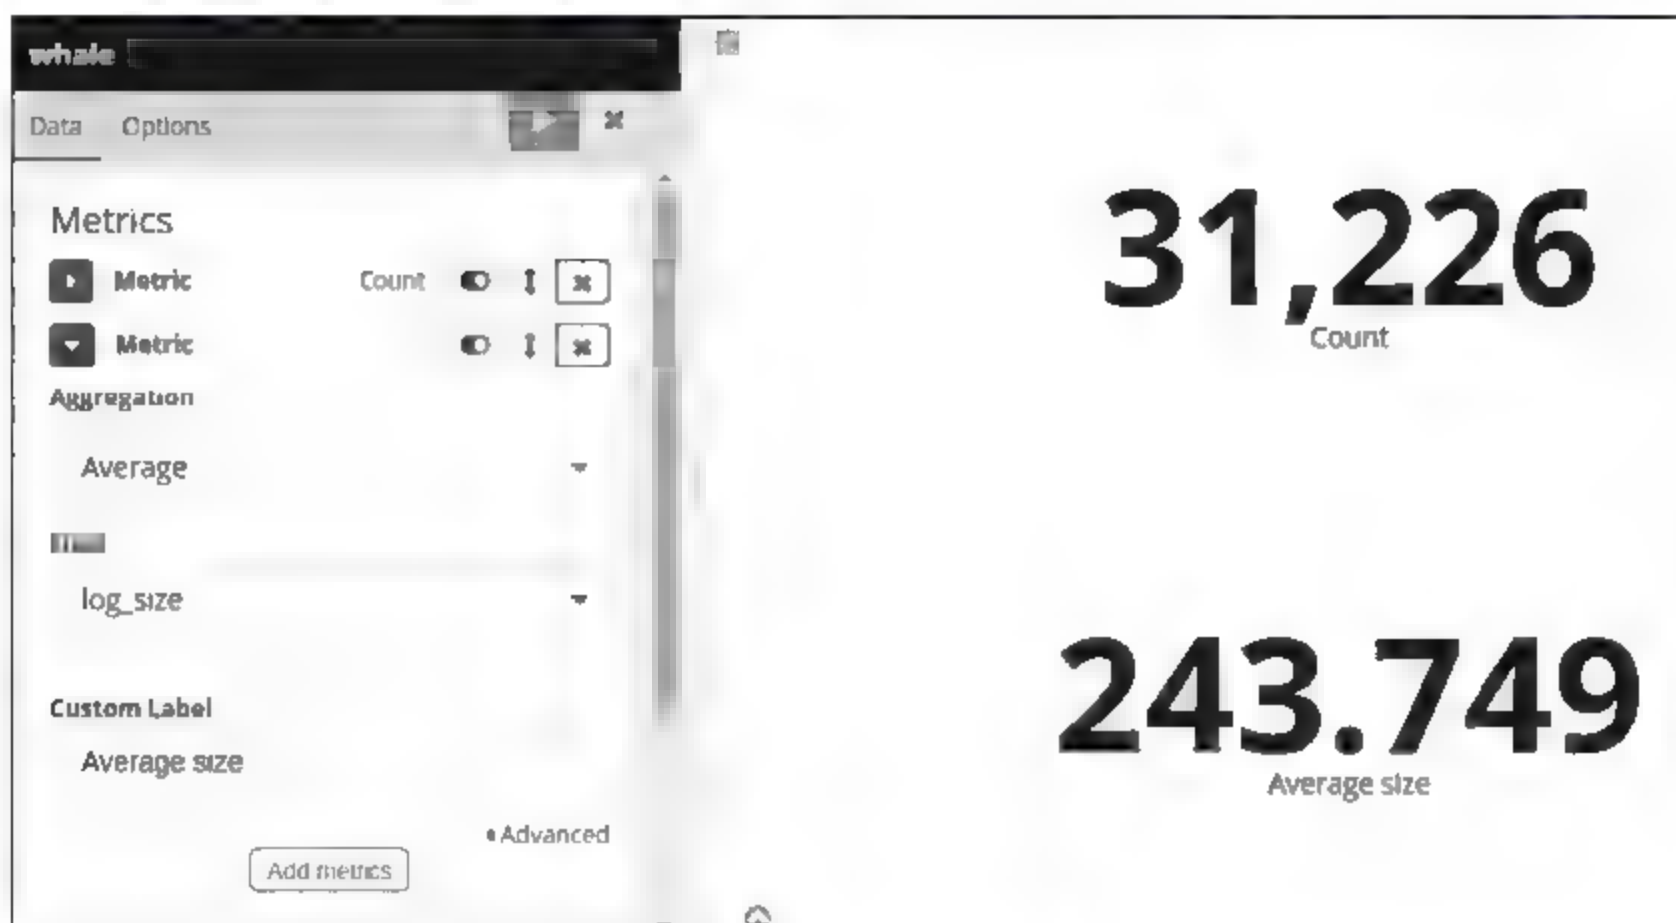 whale
Data Options
Metrics
Metric Count
Metric
Aggregation
Average
log_size
Custom Label
Average size
Advanced
Add metrics
31,226
Count
243.749
Average size